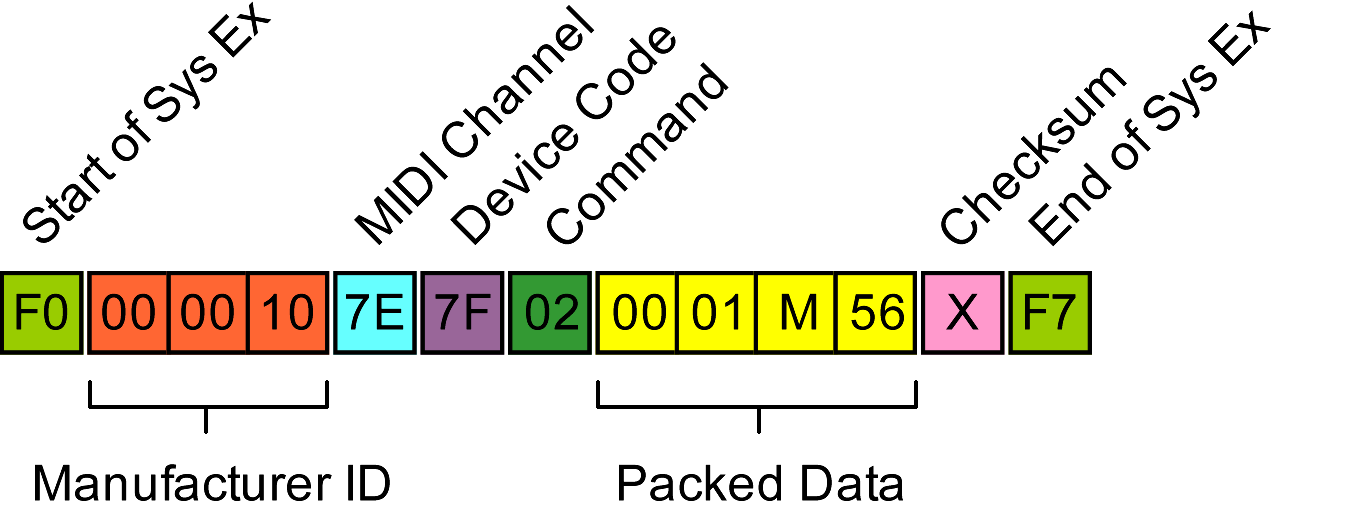 Start of Sys Ex
MIDI Channel
Device Code
Command
Checksum
End of Sys Ex
F0 00 00 10 7E 7F 02 00 01 M 56 X F7
Manufacturer ID
Packed Data